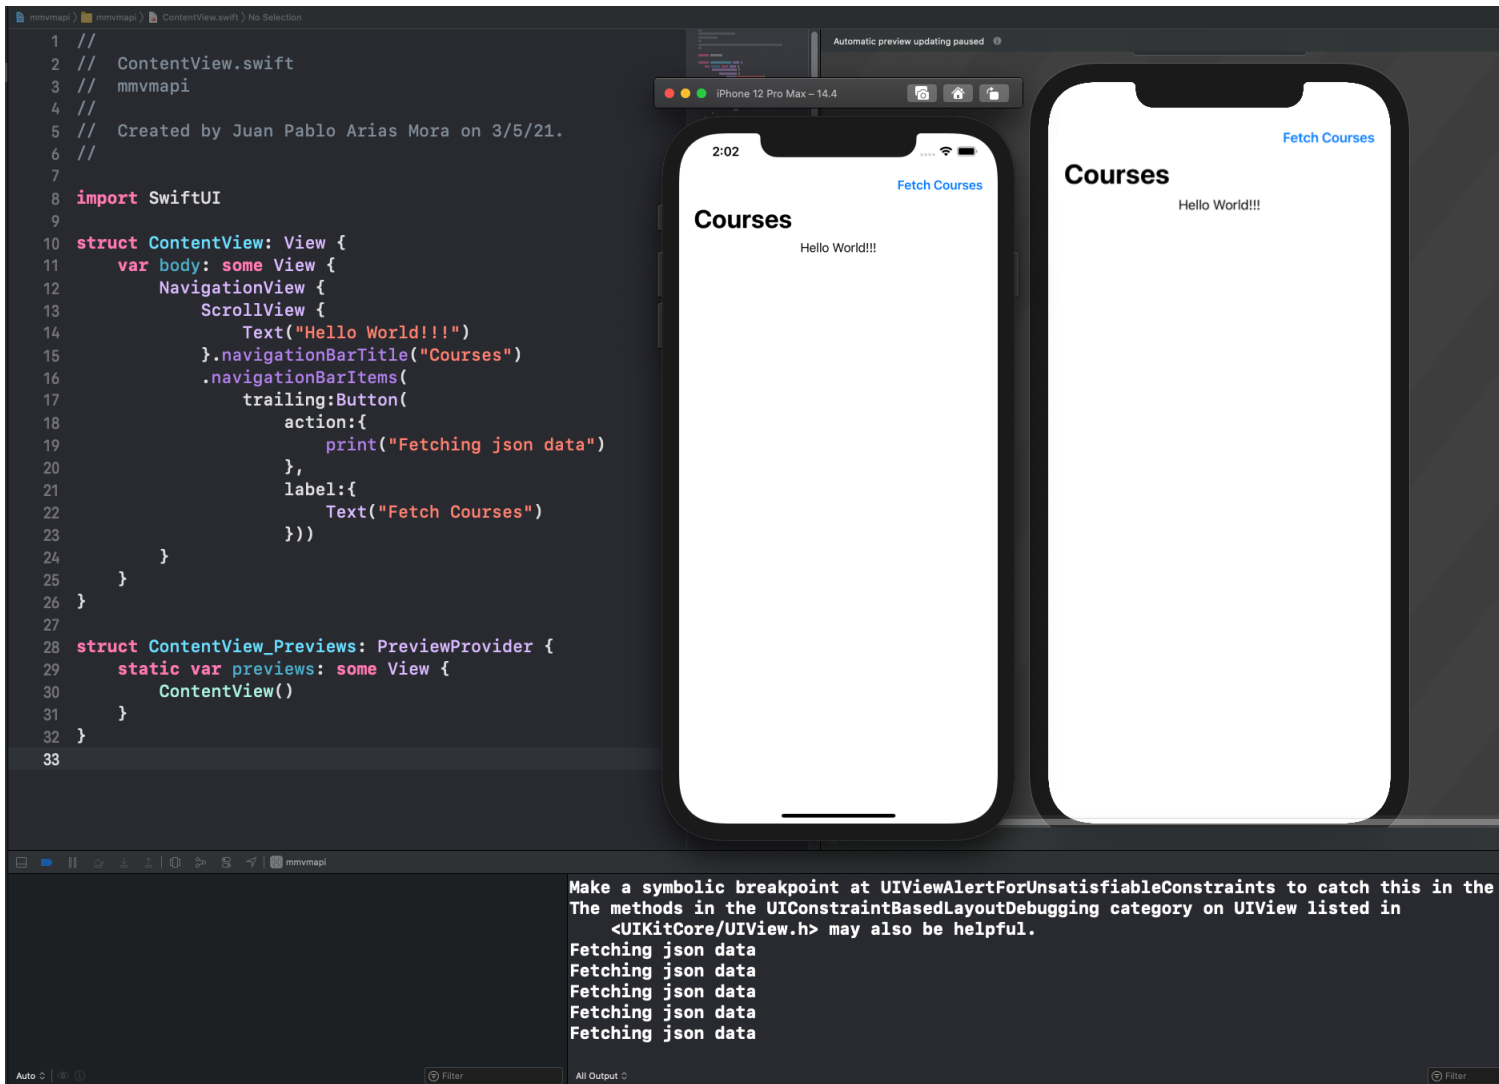 mmvmapi 〉 mmvmapi 〉 ContentView.swift 〉 No Selection
1 //
2 //  ContentView.swift
3 //  mmvmapi
4 //
5 //  Created by Juan Pablo Arias Mora on 3/5/21.
6 //
7
8 import SwiftUI
9
10 struct ContentView: View {
11     var body: some View {
12         NavigationView {
13             ScrollView {
14                 Text("Hello World!!!")
15             }.navigationBarTitle("Courses")
16             .navigationBarItems(
17                 trailing:Button(
18                     action:{
19                         print("Fetching json data")
20                     },
21                     label:{
22                         Text("Fetch Courses")
23                     }))
24         }
25     }
26 }
27
28 struct ContentView_Previews: PreviewProvider {
29     static var previews: some View {
30         ContentView()
31     }
32 }
33
Automatic preview updating paused
iPhone 12 Pro Max – 14.4
2:02
Fetch Courses
Courses
Hello World!!!
Fetch Courses
Courses
Hello World!!!
mmvmapi
Make a symbolic breakpoint at UIViewAlertForUnsatisfiableConstraints to catch this in the
The methods in the UIConstraintBasedLayoutDebugging category on UIView listed in
<UIKitCore/UIView.h> may also be helpful.
Fetching json data
Fetching json data
Fetching json data
Fetching json data
Fetching json data
Auto
Filter
All Output
Filter